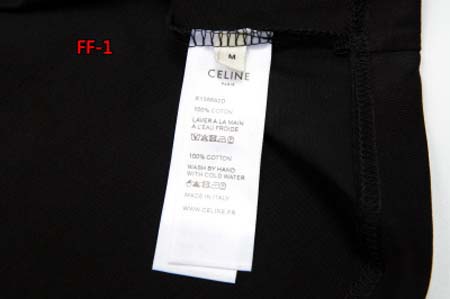 FF-1
M
CELINE
PARIS
100% COTON
LAVER A LA MAIN
A L'EAU FROIDE
100% COTTON
WASH BY HAND
WITH COLD WATER
MADE IN ITALY
WWW.CELINE.FR